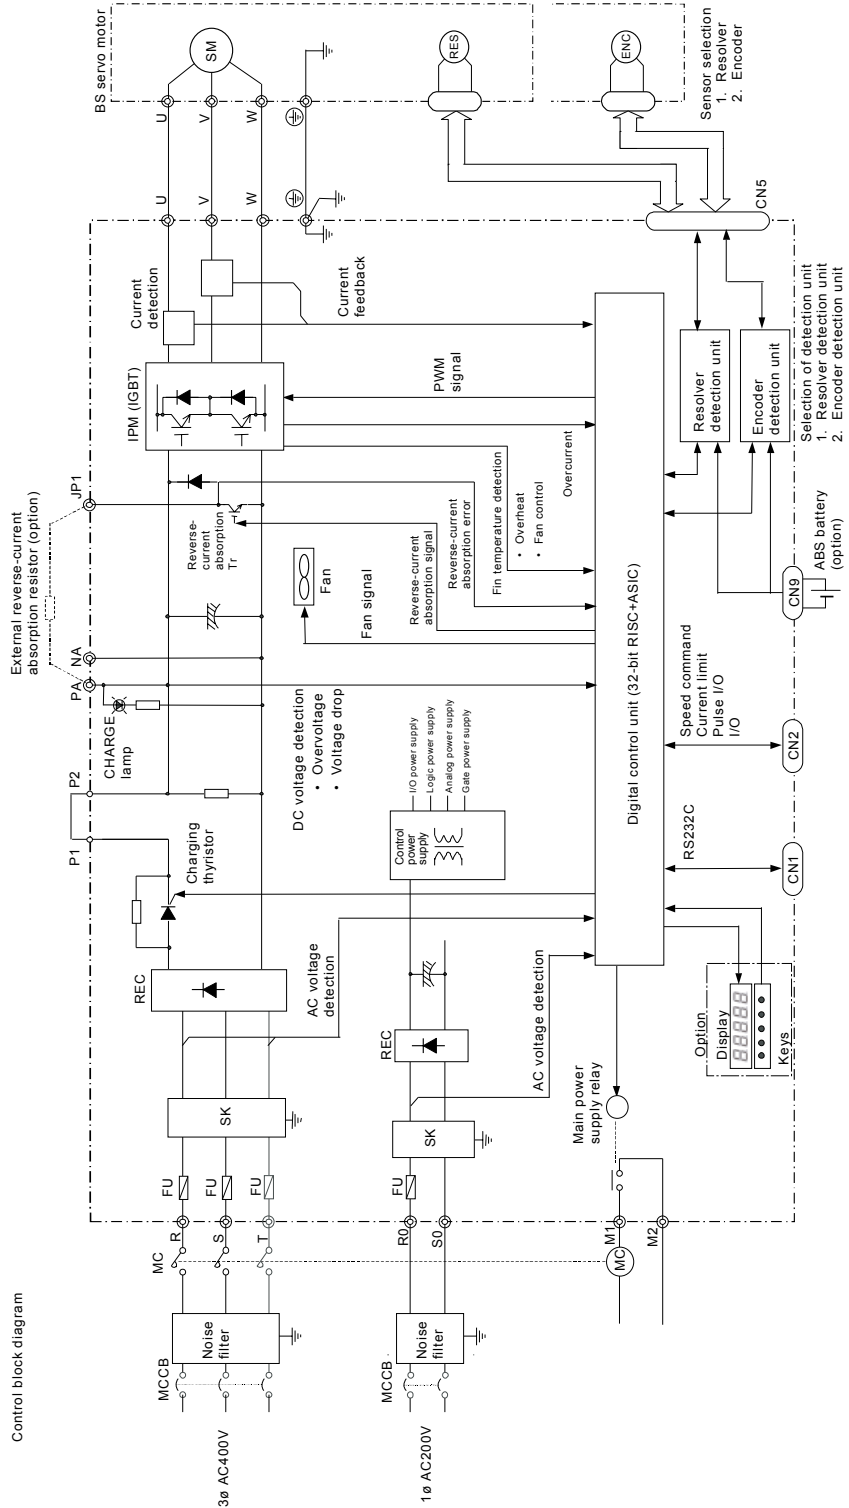 Control block diagram
3ø AC400V
MCCB
Noise
filter
MC
R
S
T
FU
FU
FU
SK
REC
AC voltage
detection
Charging
thyristor
P1
P2
CHARGE
lamp
PA
NA
External reverse-current
absorption resistor (option)
JP1
DC voltage detection
• Overvoltage
• Voltage drop
Reverse-
current
absorption
Tr
IPM (IGBT)
Current
detection
Current
feedback
U
V
W
U
V
W
BS servo motor
SM
1ø AC200V
MCCB
Noise
filter
R0
S0
FU
SK
REC
AC voltage detection
Control
power
supply
I/O power supply
Logic power supply
Analog power supply
Gate power supply
Fan
Fan signal
Reverse-current
absorption signal
Reverse-current
absorption error
Fin temperature detection
• Overheat
• Fan control
Overcurrent
PWM
signal
RES
ENC
Sensor selection
1. Resolver
2. Encoder
CN5
M1
M2
MC
Main power
supply relay
Digital control unit (32-bit RISC+ASIC)
Option
Display
Keys
RS232C
CN1
Speed command
Current limit
Pulse I/O
I/O
CN2
CN9
ABS battery
(option)
Resolver
detection unit
Encoder
detection unit
Selection of detection unit
1. Resolver detection unit
2. Encoder detection unit